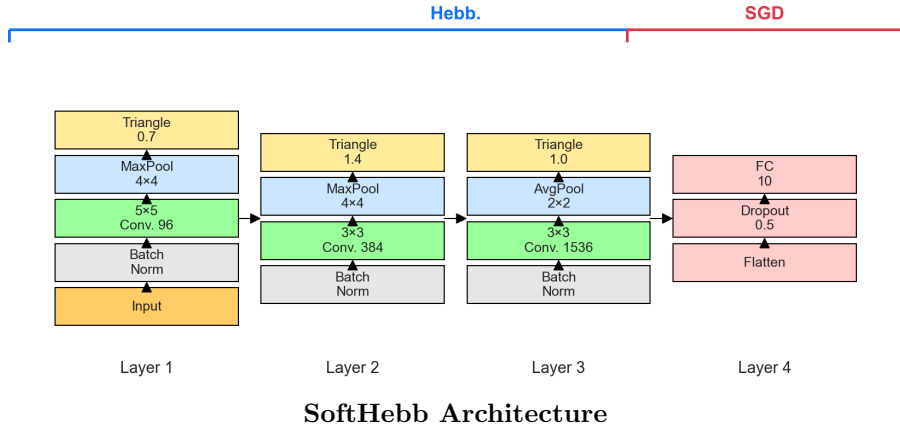 Hebb.
SGD
Triangle
0.7
MaxPool
4×4
5×5
Conv. 96
Batch
Norm
Input
Layer 1
Triangle
1.4
MaxPool
4×4
3×3
Conv. 384
Batch
Norm
Layer 2
Triangle
1.0
AvgPool
2×2
3×3
Conv. 1536
Batch
Norm
Layer 3
FC
10
Dropout
0.5
Flatten
Layer 4
SoftHebb Architecture